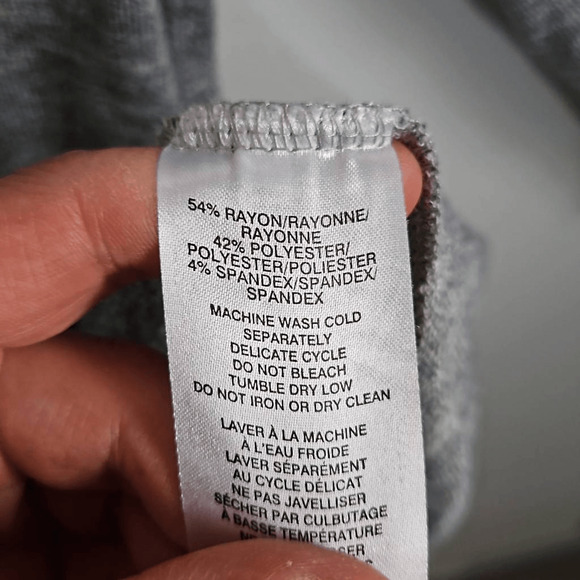 54% RAYON/RAYONNE/
RAYONNE
42% POLYESTER/
POLYESTER/POLIESTER
4% SPANDEX/SPANDEX/
SPANDEX
MACHINE WASH COLD
SEPARATELY
DELICATE CYCLE
DO NOT BLEACH
TUMBLE DRY LOW
DO NOT IRON OR DRY CLEAN
LAVER À LA MACHINE
À L'EAU FROIDE
LAVER SÉPARÉMENT
AU CYCLE DÉLICAT
NE PAS JAVELLISER
SÉCHER PAR CULBUTAGE
À BASSE TEMPÉRATURE